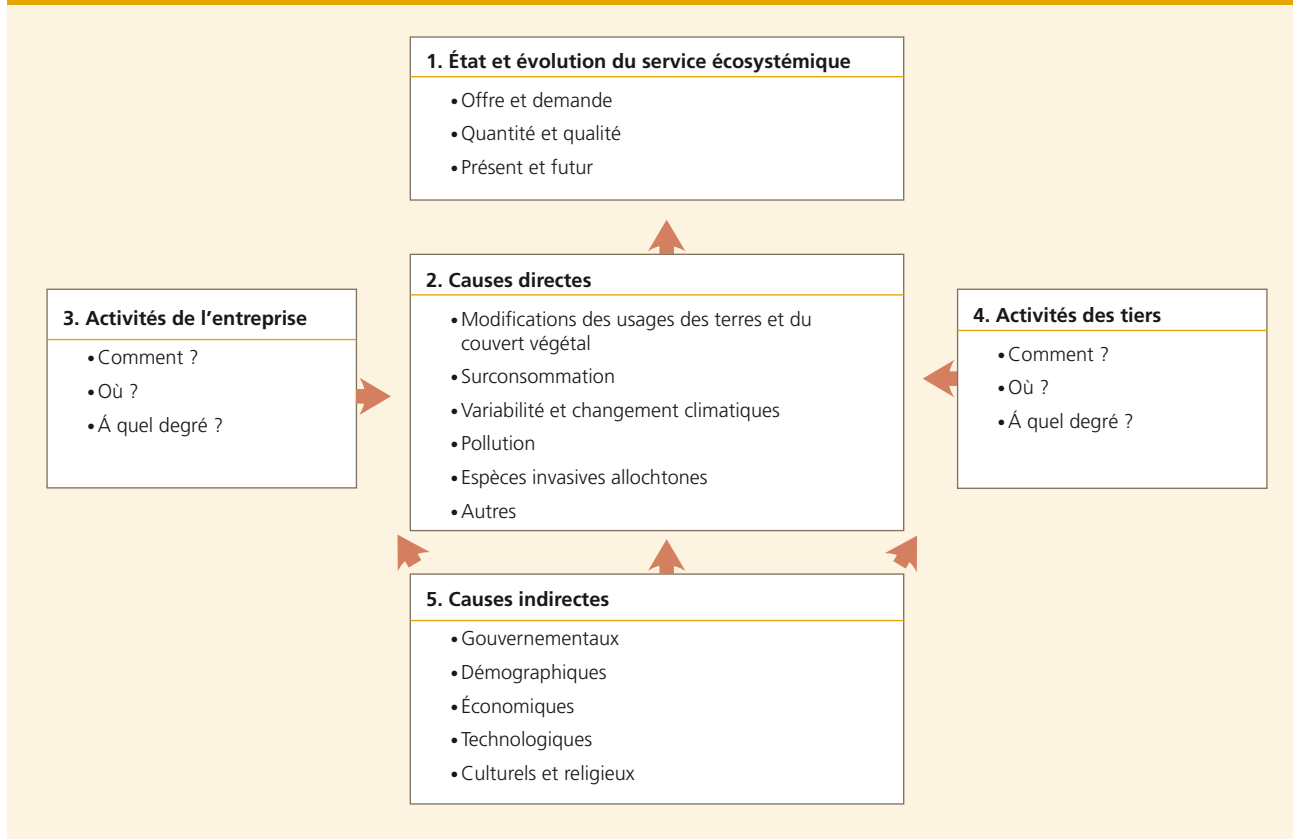 1. État et évolution du service écosystémique
• Offre et demande
• Quantité et qualité
• Présent et futur
2. Causes directes
• Modifications des usages des terres et du
couvert végétal
• Surconsommation
• Variabilité et changement climatiques
• Pollution
• Espèces invasives allochtones
• Autres
3. Activités de l’entreprise
• Comment ?
• Où ?
• Á quel degré ?
4. Activités des tiers
• Comment ?
• Où ?
• Á quel degré ?
5. Causes indirectes
• Gouvernementaux
• Démographiques
• Économiques
• Technologiques
• Culturels et religieux